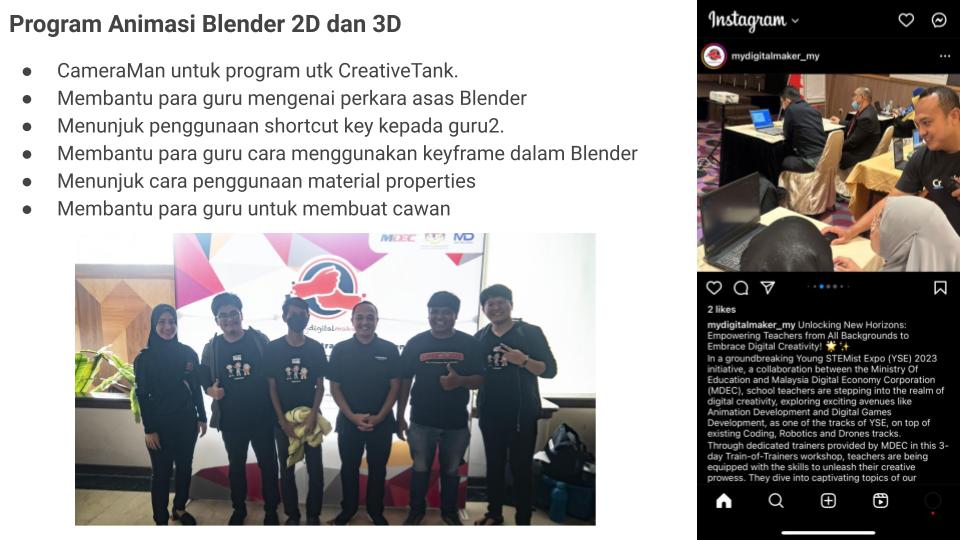 Program Animasi Blender 2D dan 3D
● CameraMan untuk program utk CreativeTank.
● Membantu para guru mengenai perkara asas Blender
● Menunjuk penggunaan shortcut key kepada guru2.
● Membantu para guru cara menggunakan keyframe dalam Blender
● Menunjuk cara penggunaan material properties
● Membantu para guru untuk membuat cawan
MDEC
MD
digitalmak
Instagram
mydigitalmaker_my
Cr
2 likes
mydigitalmaker_my Unlocking New Horizons:
Empowering Teachers from All Backgrounds to
Embrace Digital Creativity! 🌟✨
In a groundbreaking Young STEMist Expo (YSE) 2023
initiative, a collaboration between the Ministry Of
Education and Malaysia Digital Economy Corporation
(MDEC), school teachers are stepping into the realm of
digital creativity, exploring exciting avenues like
Animation Development and Digital Games
Development, as one of the tracks of YSE, on top of
existing Coding, Robotics and Drones tracks.
Through dedicated trainers provided by MDEC in this 3-
day Train-of-Trainers workshop, teachers are being
equipped with the skills to unleash their creative
prowess. They dive into captivating topics of our